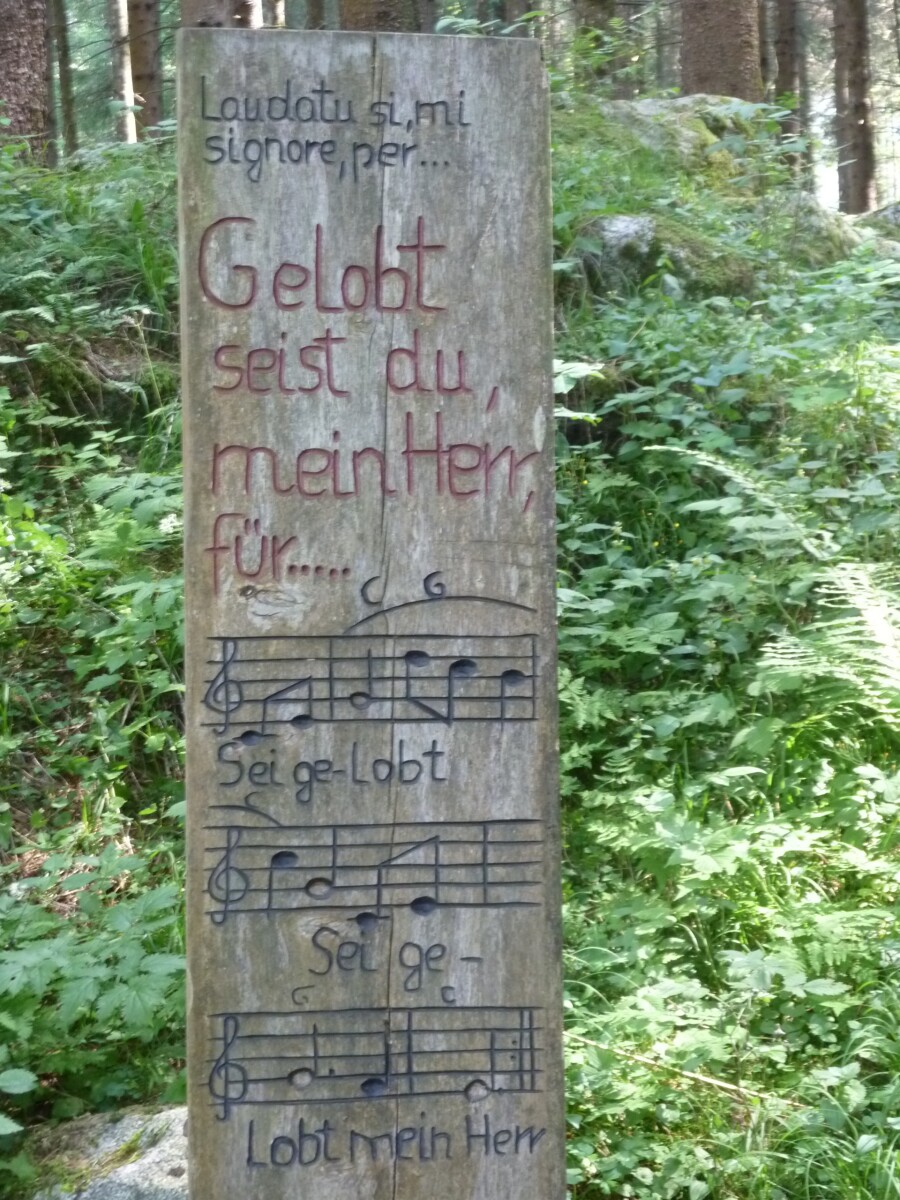 Laudatu si, mi
signore, per...
Gelobt
seist du,
mein Herr,
für.....
C G
Sei ge-lobt
Sei ge-
G C
Lobt mein Herr